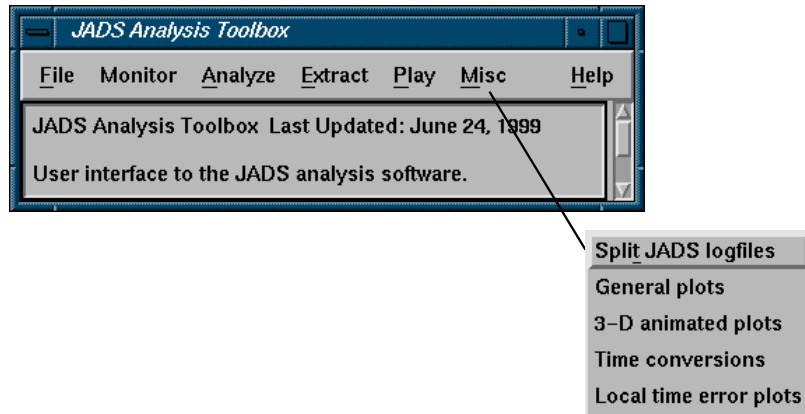 JADS Analysis Toolbox
File Monitor Analyze Extract Play Misc Help
JADS Analysis Toolbox Last Updated: June 24, 1999
User interface to the JADS analysis software.
Split JADS logfiles
General plots
3-D animated plots
Time conversions
Local time error plots